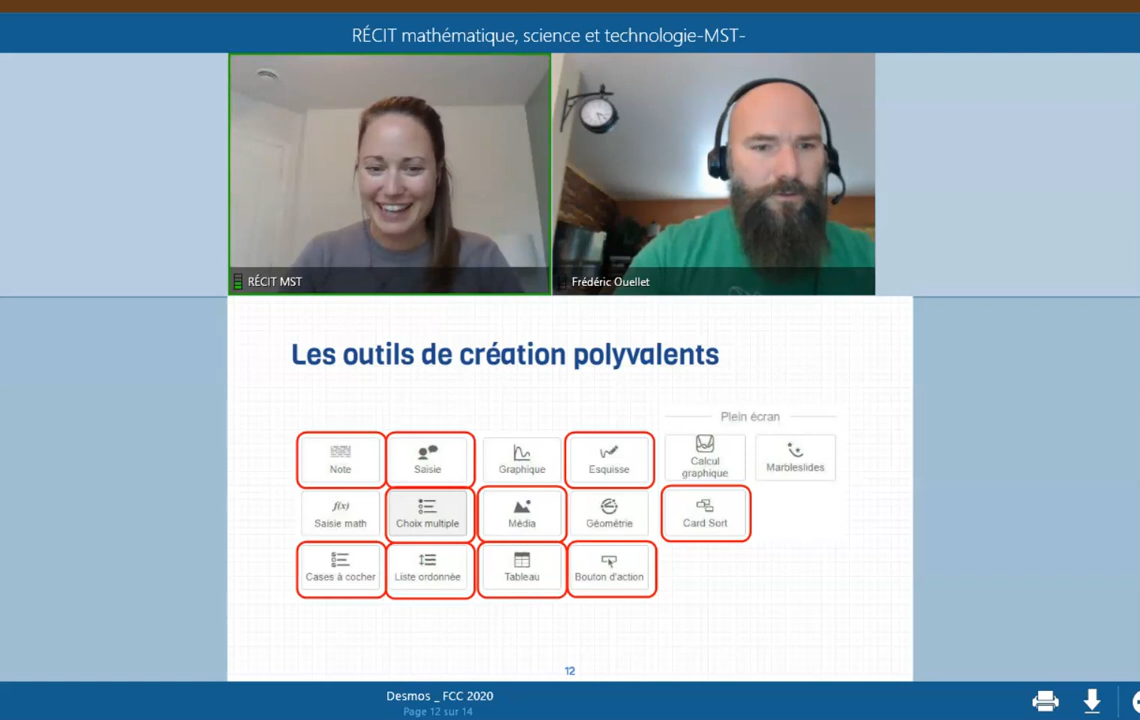 RÉCIT mathématique, science et technologie-MST-
RÉCIT MST
Frédéric Ouellet
Les outils de création polyvalents
Plein écran
Note
Saisie
Graphique
Esquisse
Calcul
graphique
Marbleslides
f(x)
Saisie math
Choix multiple
Média
Géométrie
Card Sort
Cases à cocher
Liste ordonnée
Tableau
Bouton d'action
12
Desmos _ FCC 2020
Page 12 sur 14